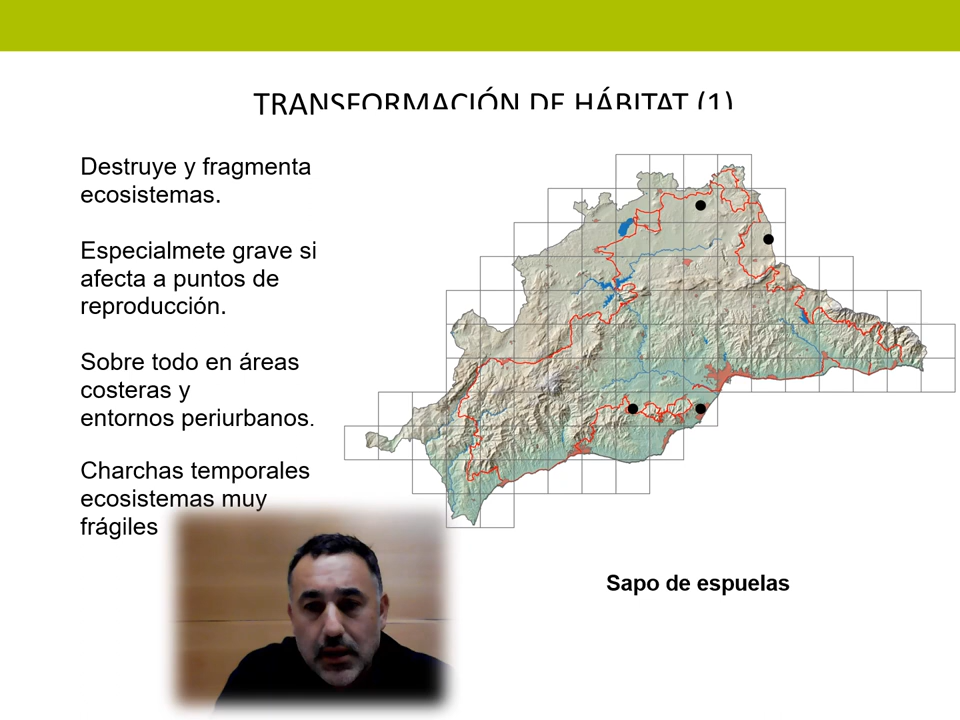 TRANSFORMACIÓN DE HÁBITAT (1)
Destruye y fragmenta
ecosistemas.
Especialmete grave si
afecta a puntos de
reproducción.
Sobre todo en áreas
costeras y
entornos periurbanos.
Charchas temporales
ecosistemas muy
frágiles
Sapo de espuelas